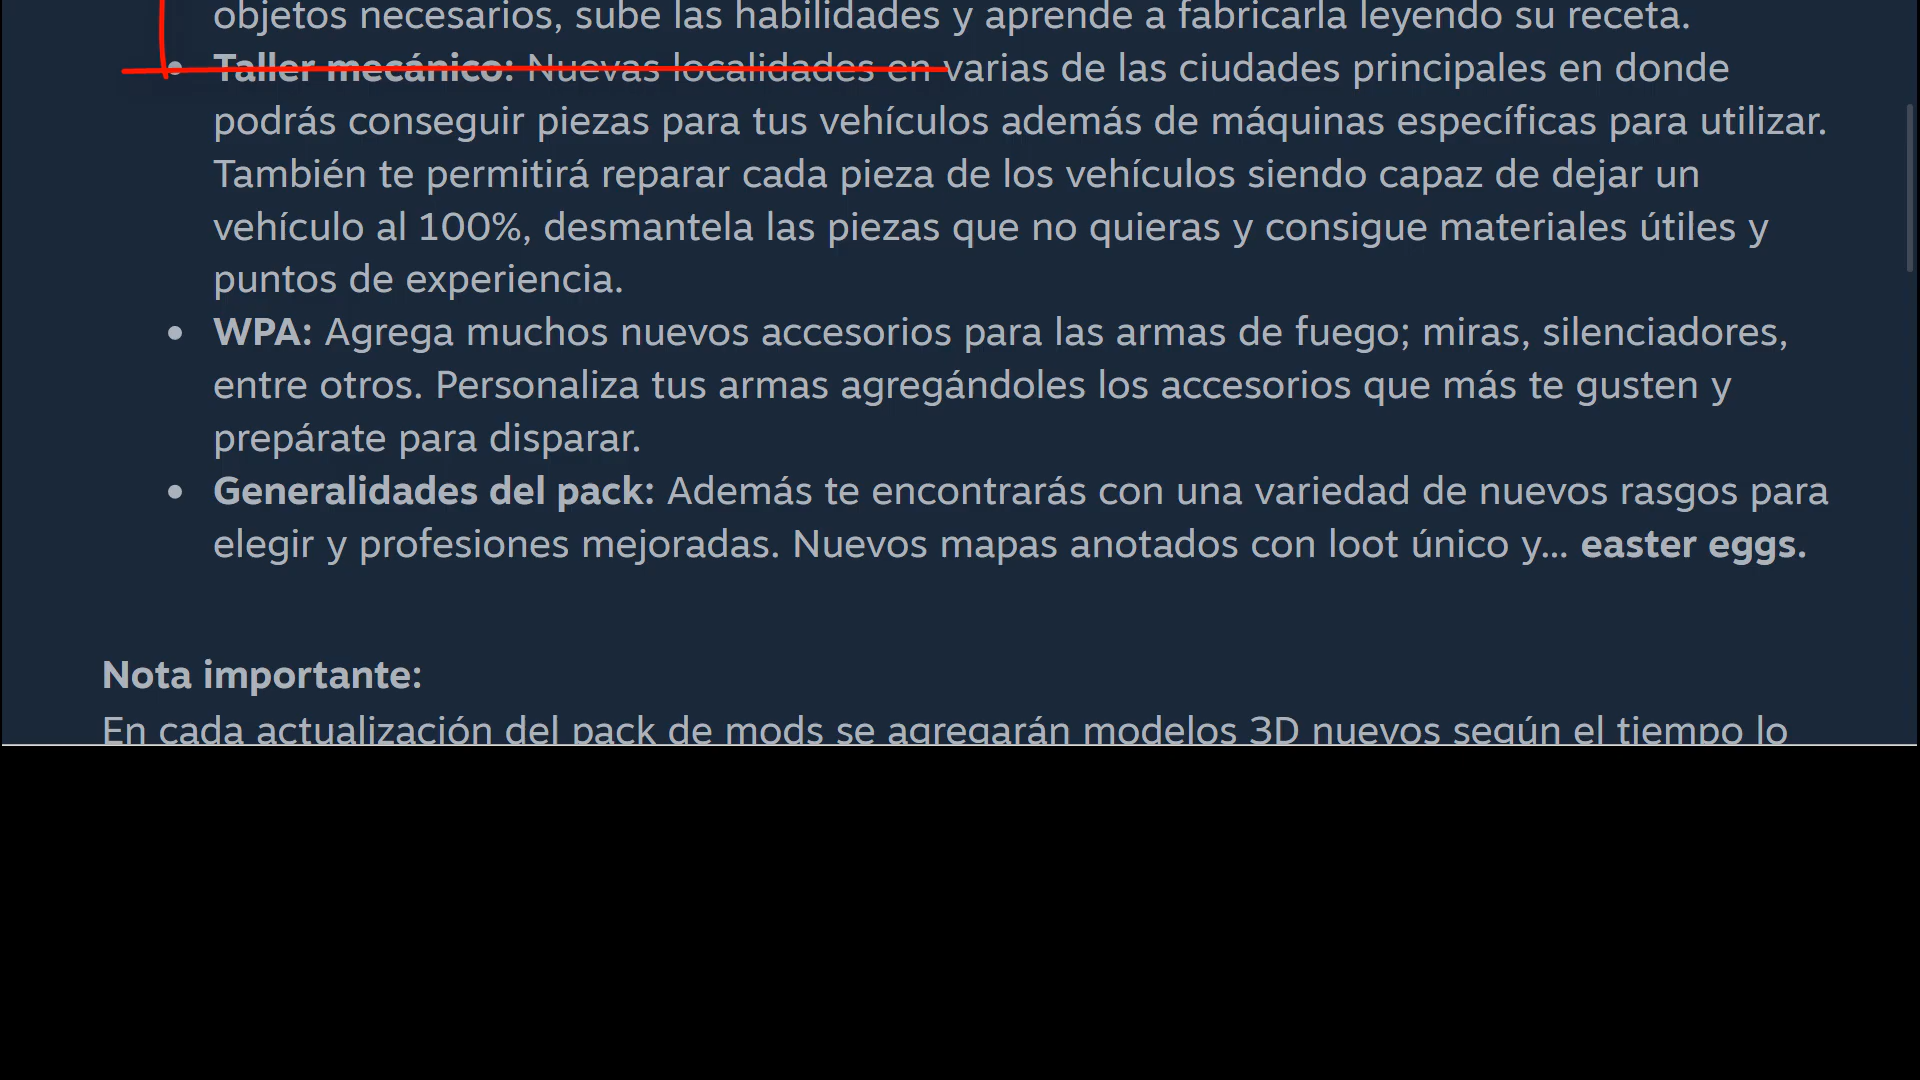 objetos necesarios, sube las habilidades y aprende a fabricarla leyendo su receta.
• Taller mecánico: Nuevas localidades en varias de las ciudades principales en donde
podrás conseguir piezas para tus vehículos además de máquinas específicas para utilizar.
También te permitirá reparar cada pieza de los vehículos siendo capaz de dejar un
vehículo al 100%, desmantela las piezas que no quieras y consigue materiales útiles y
puntos de experiencia.
• WPA: Agrega muchos nuevos accesorios para las armas de fuego; miras, silenciadores,
entre otros. Personaliza tus armas agregándoles los accesorios que más te gusten y
prepárate para disparar.
• Generalidades del pack: Además te encontrarás con una variedad de nuevos rasgos para
elegir y profesiones mejoradas. Nuevos mapas anotados con loot único y... easter eggs.
Nota importante:
En cada actualización del pack de mods se agregarán modelos 3D nuevos según el tiempo lo